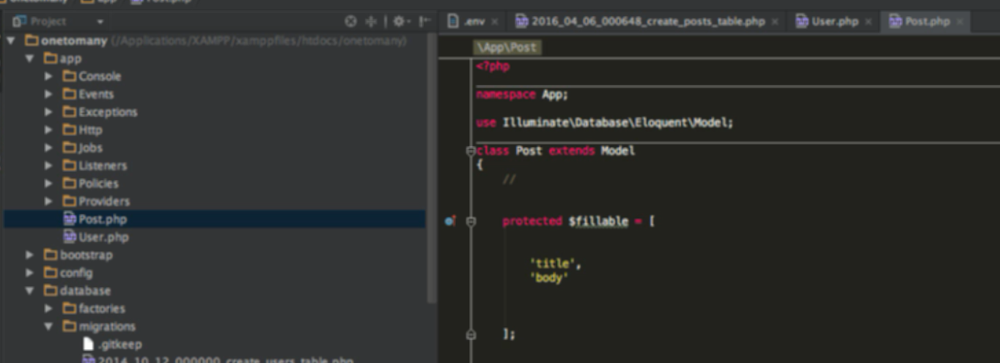 onetomany app Post.php
Project
onetomany (/Applications/XAMPP/xamppfiles/htdocs/onetomany)
app
Console
Events
Exceptions
Http
Jobs
Listeners
Policies
Providers
Post.php
User.php
bootstrap
config
database
factories
migrations
.gitkeep
2014_10_12_000000_create_users_table.php
.env 2016_04_06_000648_create_posts_table.php User.php Post.php
\App\Post
<?php
namespace App;
use Illuminate\Database\Eloquent\Model;
class Post extends Model
{
//
protected $fillable = [
'title',
'body'
];